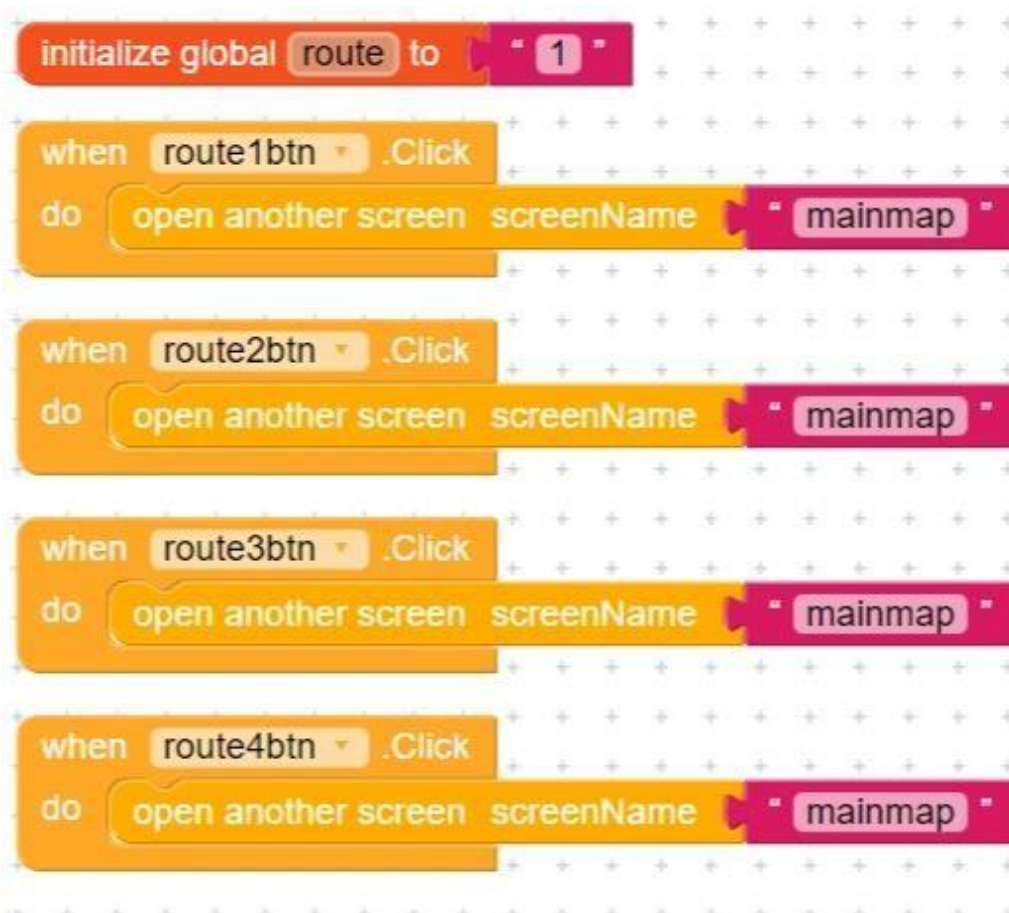 initialize global route to " 1 "
when route1btn .Click
do open another screen screenName " mainmap "
when route2btn .Click
do open another screen screenName " mainmap "
when route3btn .Click
do open another screen screenName " mainmap "
when route4btn .Click
do open another screen screenName " mainmap "